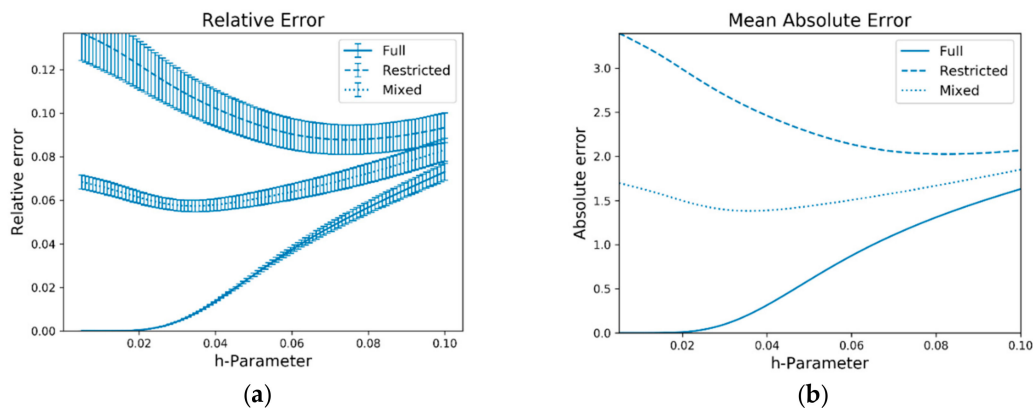 Relative Error
Relative error
0.12
0.10
0.08
0.06
0.04
0.02
0.00
Full
Restricted
Mixed
0.02 0.04 0.06 0.08 0.10
h-Parameter
(a)
Mean Absolute Error
Absolute error
3.0
2.5
2.0
1.5
1.0
0.5
0.0
Full
Restricted
Mixed
0.02 0.04 0.06 0.08 0.10
h-Parameter
(b)